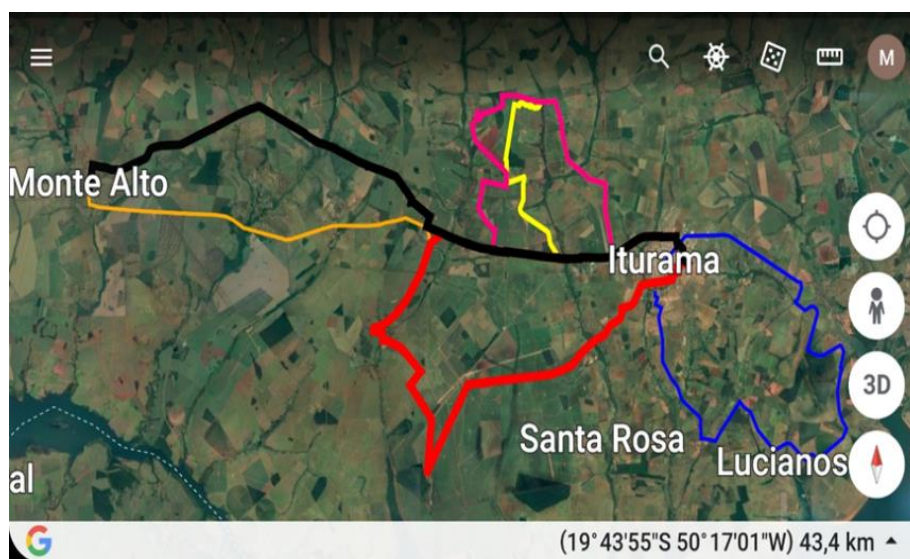 M
Monte Alto
Iturama
3D
Santa Rosa
Lucianos
al
(19°43'55"S 50°17'01"W) 43,4 km